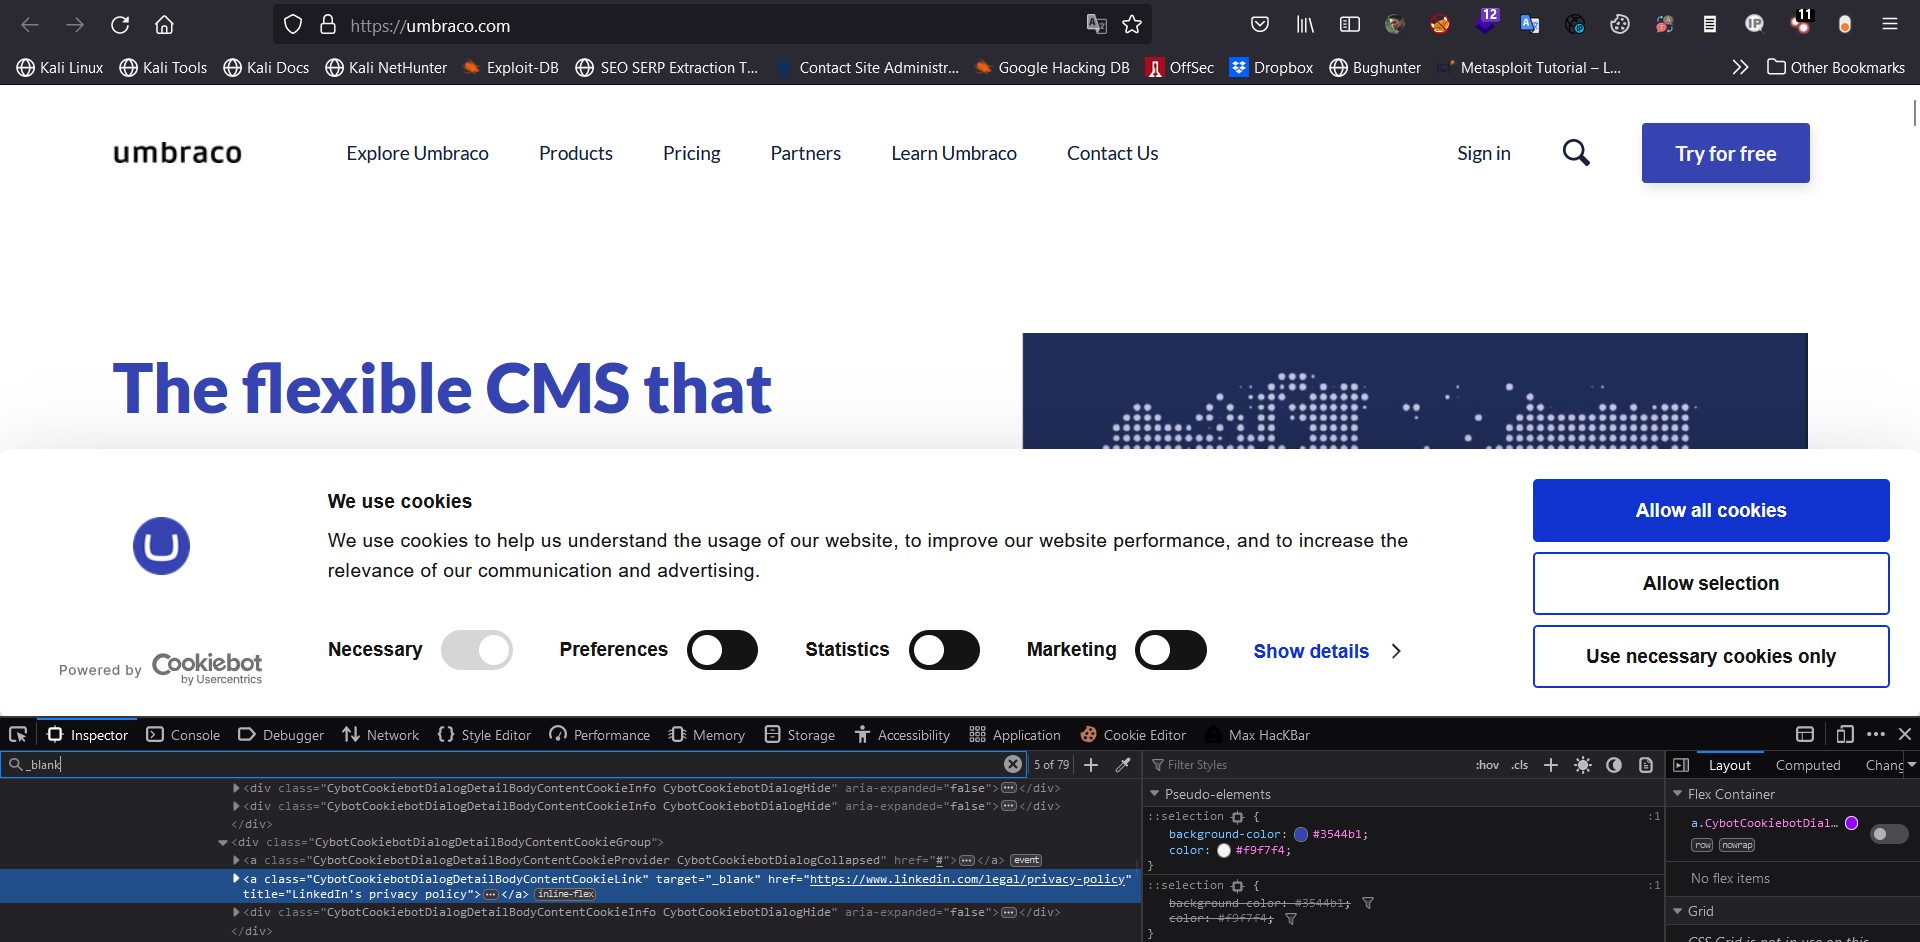 https://umbraco.com
12
11
IP
Kali Linux
Kali Tools
Kali Docs
Kali NetHunter
Exploit-DB
SEO SERP Extraction T...
Contact Site Administr...
Google Hacking DB
OffSec
Dropbox
Bughunter
Metasploit Tutorial – L...
Other Bookmarks
umbraco
Explore Umbraco
Products
Pricing
Partners
Learn Umbraco
Contact Us
Sign in
Try for free
The flexible CMS that
We use cookies
We use cookies to help us understand the usage of our website, to improve our website performance, and to increase the
relevance of our communication and advertising.
Necessary
Preferences
Statistics
Marketing
Show details
Allow all cookies
Allow selection
Use necessary cookies only
Powered by Cookiebot
by Usercentrics
Inspector
Console
Debugger
Network
Style Editor
Performance
Memory
Storage
Accessibility
Application
Cookie Editor
Max HacKBar
_blank
5 of 79
Filter Styles
:hov .cls
Layout
Computed
Chang
<div class="CybotCookiebotDialogDetailBodyContentCookieInfo CybotCookiebotDialogHide" aria-expanded="false"></div>
<div class="CybotCookiebotDialogDetailBodyContentCookieInfo CybotCookiebotDialogHide" aria-expanded="false"></div>
</div>
<div class="CybotCookiebotDialogDetailBodyContentCookieGroup">
<a class="CybotCookiebotDialogDetailBodyContentCookieProvider CybotCookiebotDialogCollapsed" href="#"></a> event
<a class="CybotCookiebotDialogDetailBodyContentCookieLink" target="_blank" href="https://www.linkedin.com/legal/privacy-policy"
title="LinkedIn's privacy policy"></a> inline-flex
<div class="CybotCookiebotDialogDetailBodyContentCookieInfo CybotCookiebotDialogHide" aria-expanded="false"></div>
</div>
Pseudo-elements
::selection { :1
background-color: #3544b1;
color: #f9f7f4;
}
::selection { :1
background-color: #3544b1;
color: #f9f7f4;
}
Flex Container
a.CybotCookiebotDial...
row nowrap
No flex items
Grid
CSS Grid is not in use on this